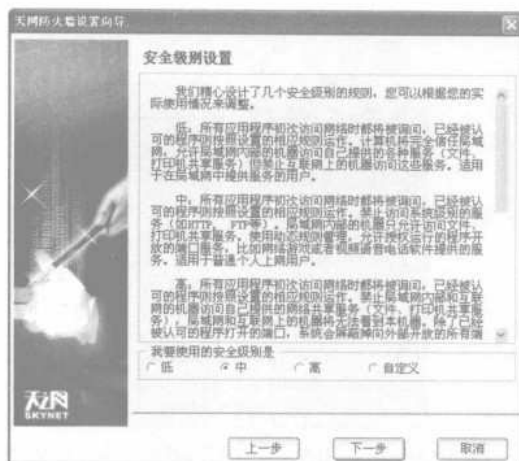 天网防火墙设置向导
安全级别设置
我们精心设计了几个安全级别的规则，您可以根据您的实
际使用情况来调整。
低：所有应用程序初次访问网络时都将被询问，已经被认
可的程序则按照设置的相应规则运作。计算机将完全信任局域
网，允许局域网内部的机器访问自己提供的各种服务（文件、
打印机共享服务）但禁止互联网上的机器访问这些服务。适用
于在局域网中提供服务的用户。
中：所有应用程序初次访问网络时都将被询问，已经被认
可的程序则按照设置的相应规则运作。禁止访问系统级别的服
务（如HTTP、FTP等）。局域网内部的机器只允许访问文件、
打印机共享服务。使用动态规则管理，允许授权运行的程序开
放的端口服务，比如网络游戏或者视频语音电话软件提供的服
务。适用于普通个人上网用户。
高：所有应用程序初次访问网络时都将被询问，已经被认
可的程序则按照设置的相应规则运作。禁止局域网内部和互联
网的机器访问自己提供的网络共享服务（文件、打印机共享服
务），局域网和互联网上的机器将无法看到本机器。除了已经
被认可的程序打开的端口，系统会屏蔽掉向外部开放的所有端
我要使用的安全级别是
低 中 高 自定义
天网
SKYNET
上一步 下一步 取消